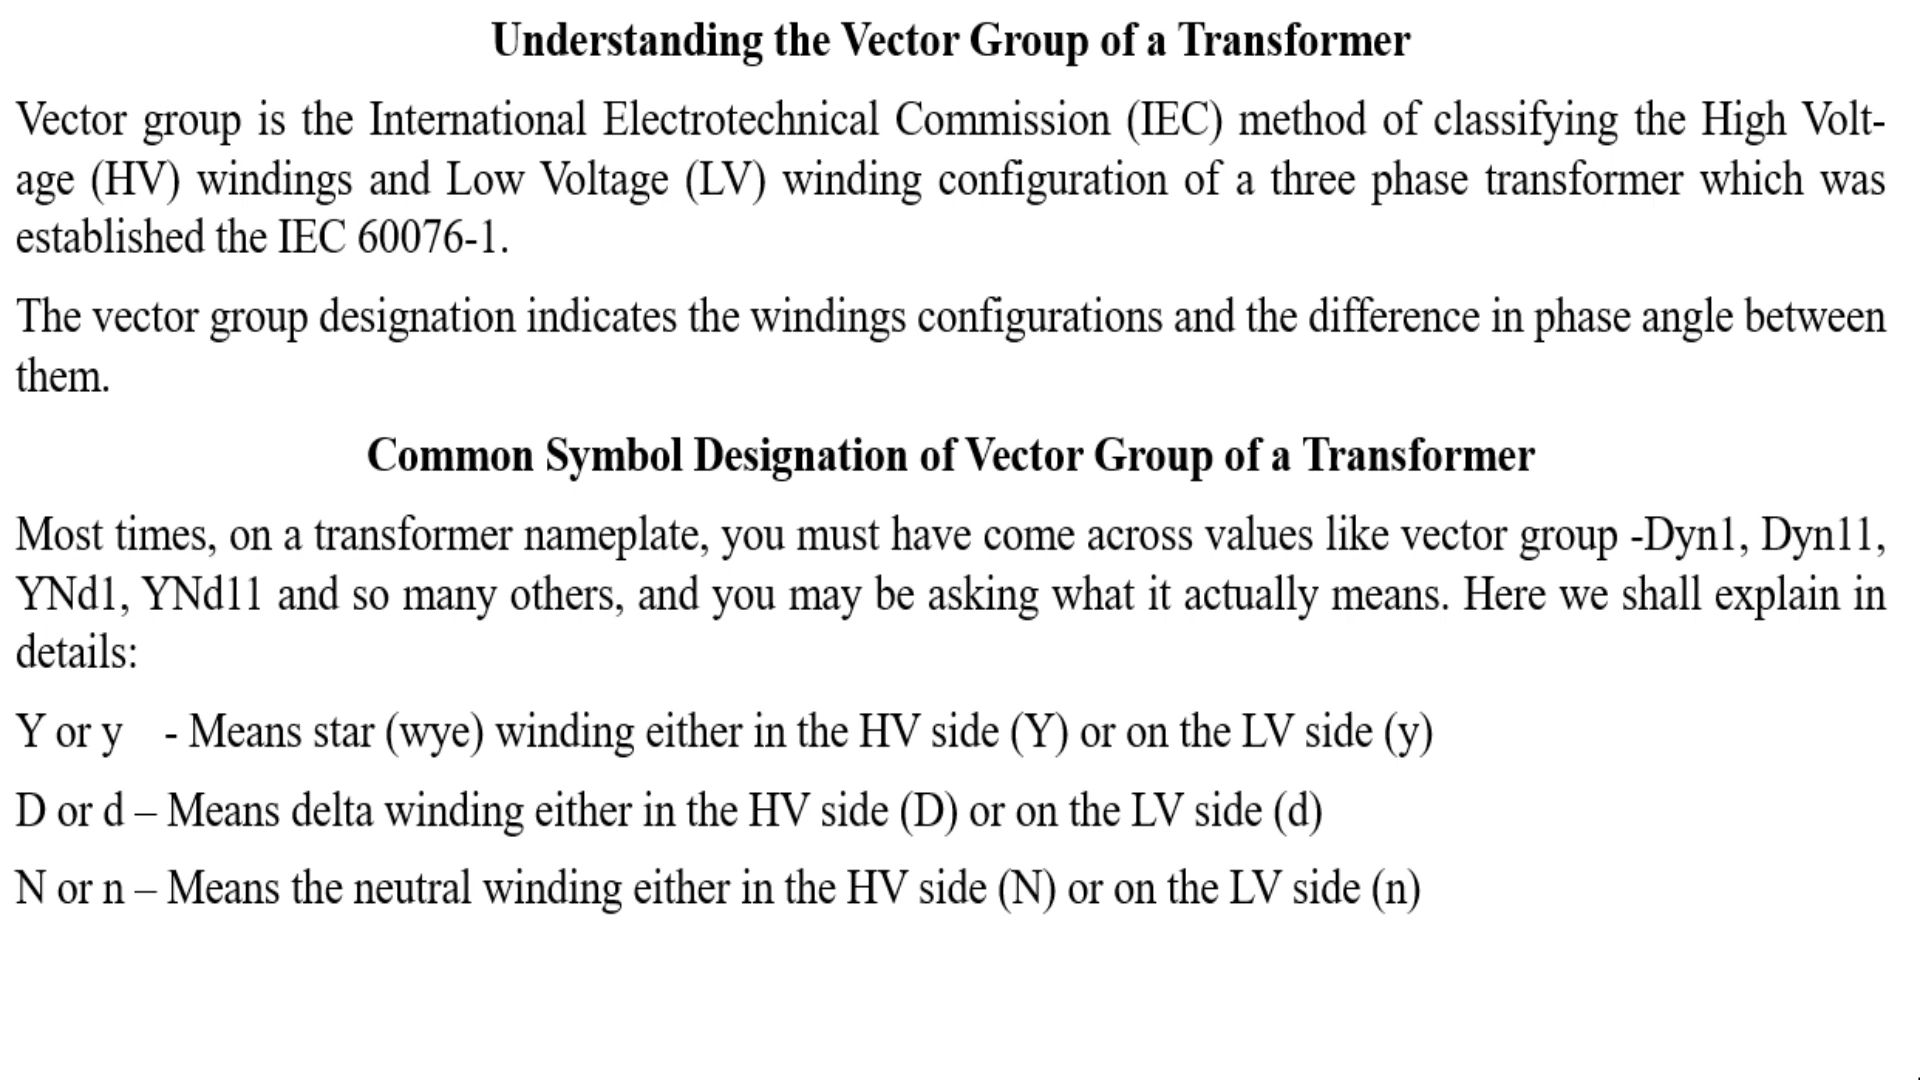 Understanding the Vector Group of a Transformer
Vector group is the International Electrotechnical Commission (IEC) method of classifying the High Volt-
age (HV) windings and Low Voltage (LV) winding configuration of a three phase transformer which was
established the IEC 60076-1.
The vector group designation indicates the windings configurations and the difference in phase angle between
them.
Common Symbol Designation of Vector Group of a Transformer
Most times, on a transformer nameplate, you must have come across values like vector group -Dyn1, Dyn11,
YNd1, YNd11 and so many others, and you may be asking what it actually means. Here we shall explain in
details:
Y or y - Means star (wye) winding either in the HV side (Y) or on the LV side (y)
D or d – Means delta winding either in the HV side (D) or on the LV side (d)
N or n – Means the neutral winding either in the HV side (N) or on the LV side (n)